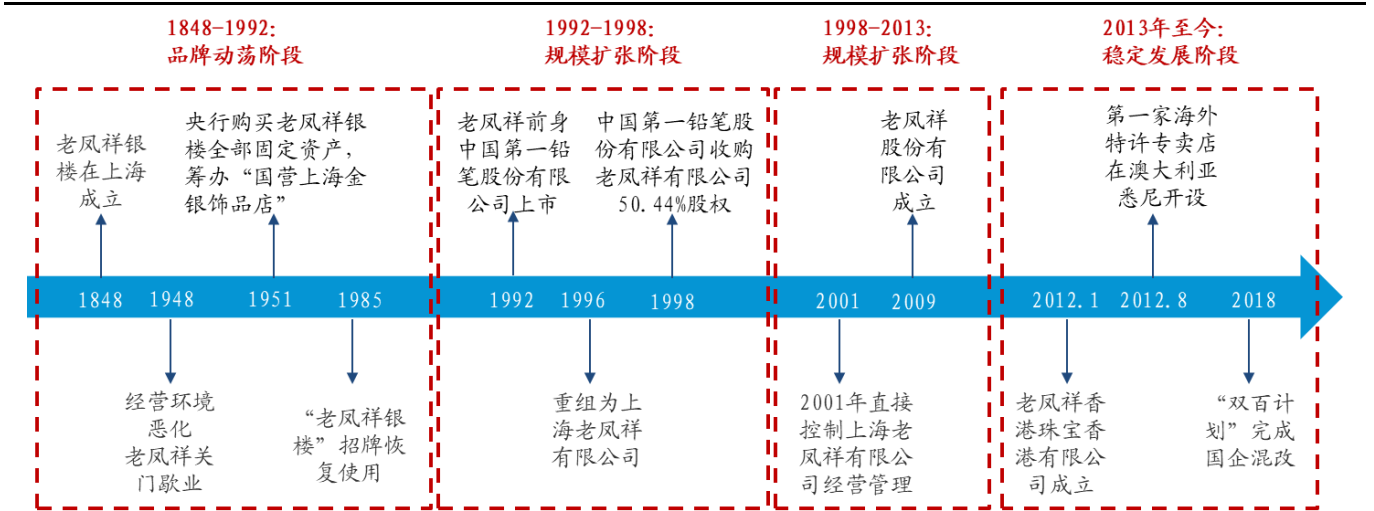 1848-1992：
品牌动荡阶段
1992-1998：
规模扩张阶段
1998-2013：
规模扩张阶段
2013年至今：
稳定发展阶段
老凤祥银
楼在上海
成立
央行购买老凤祥银
楼全部固定资产，
筹办“国营上海金
银饰品店”
老凤祥前身
中国第一铅
笔股份有限
公司上市
中国第一铅笔股
份有限公司收购
老凤祥有限公司
50.44%股权
老凤祥
股份有
限公司
成立
第一家海外
特许专卖店
在澳大利亚
悉尼开设
1848 1948 1951 1985 1992 1996 1998 2001 2009 2012.1 2012.8 2018
经营环境
恶化
老凤祥关
门歇业
“老凤祥银
楼”招牌恢
复使用
重组为上
海老凤祥
有限公司
2001年直接
控制上海老
凤祥有限公
司经营管理
老凤祥香
港珠宝香
港有限公
司成立
“双百计
划”完成
国企混改